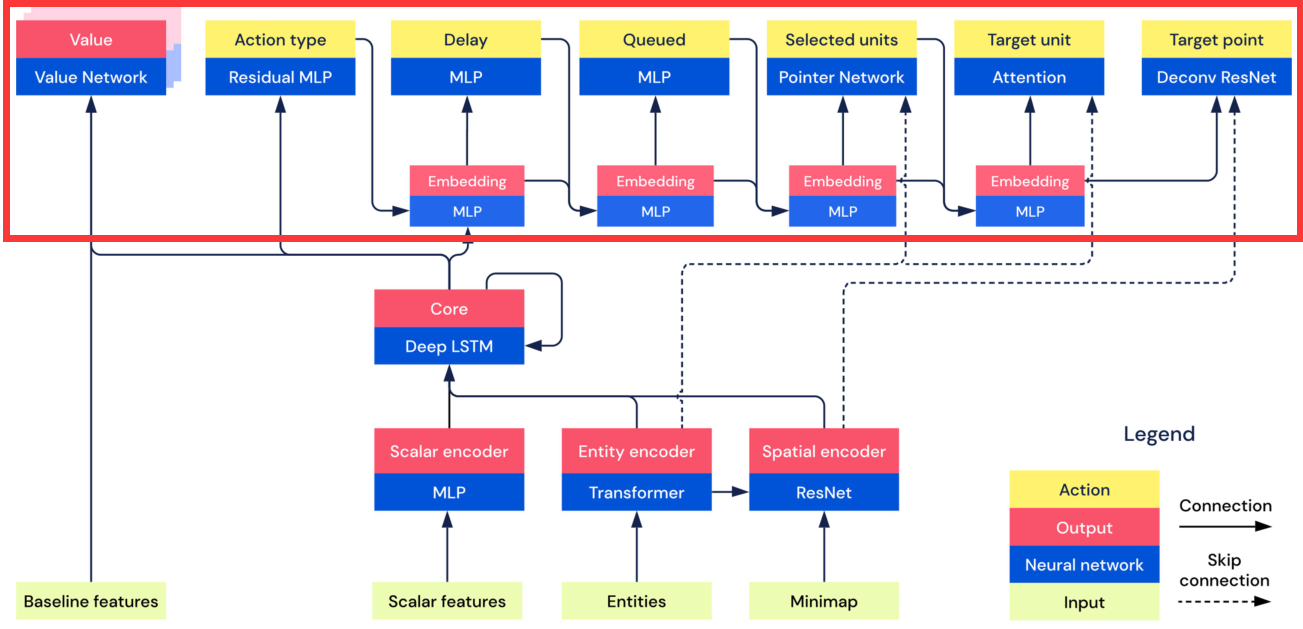 Value
Value Network
Action type
Residual MLP
Delay
MLP
Queued
MLP
Selected units
Pointer Network
Target unit
Attention
Target point
Deconv ResNet
Embedding
MLP
Embedding
MLP
Embedding
MLP
Embedding
MLP
Core
Deep LSTM
Scalar encoder
MLP
Entity encoder
Transformer
Spatial encoder
ResNet
Baseline features
Scalar features
Entities
Minimap
Legend
Action
Output
Neural network
Input
Connection
Skip
connection